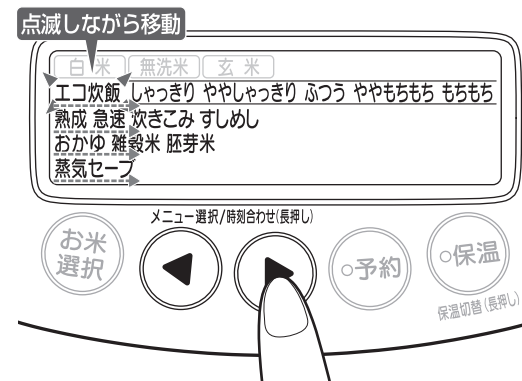 点滅しながら移動
白米 無洗米 玄米
エコ炊飯 しゃっきり ややしゃっきり ふつう ややもちもち もちもち
熟成 急速 炊きこみ すしめし
おかゆ 雑穀米 胚芽米
蒸気セーブ
メニュー選択/時刻合わせ(長押し)
お米
選択
予約
保温
保温切替(長押し)